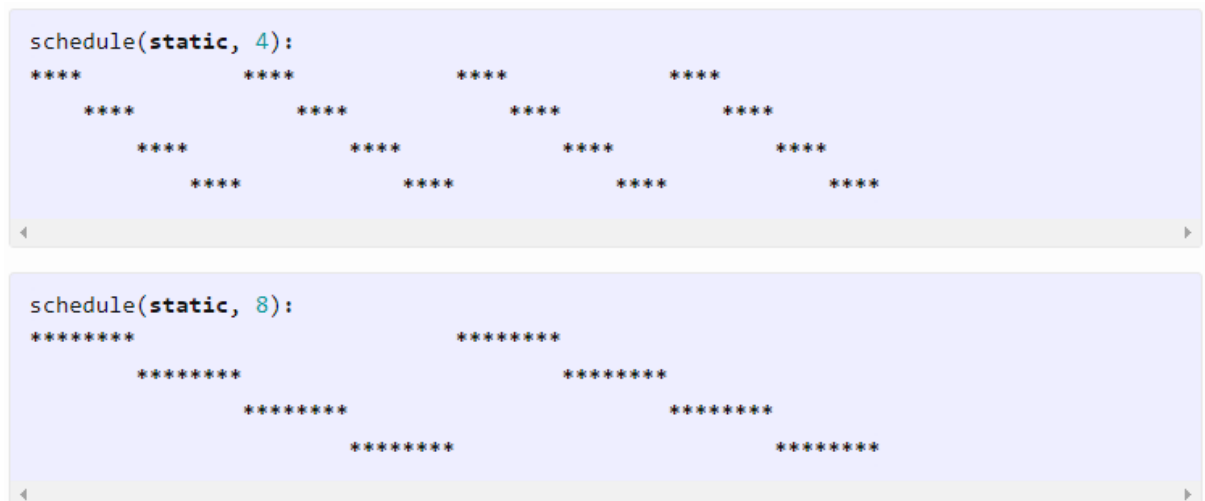 schedule(static, 4):
****            ****            ****            ****
    ****            ****            ****            ****
        ****            ****            ****            ****
            ****            ****            ****            ****
schedule(static, 8):
********                        ********
        ********                        ********
                ********                        ********
                        ********                        ********